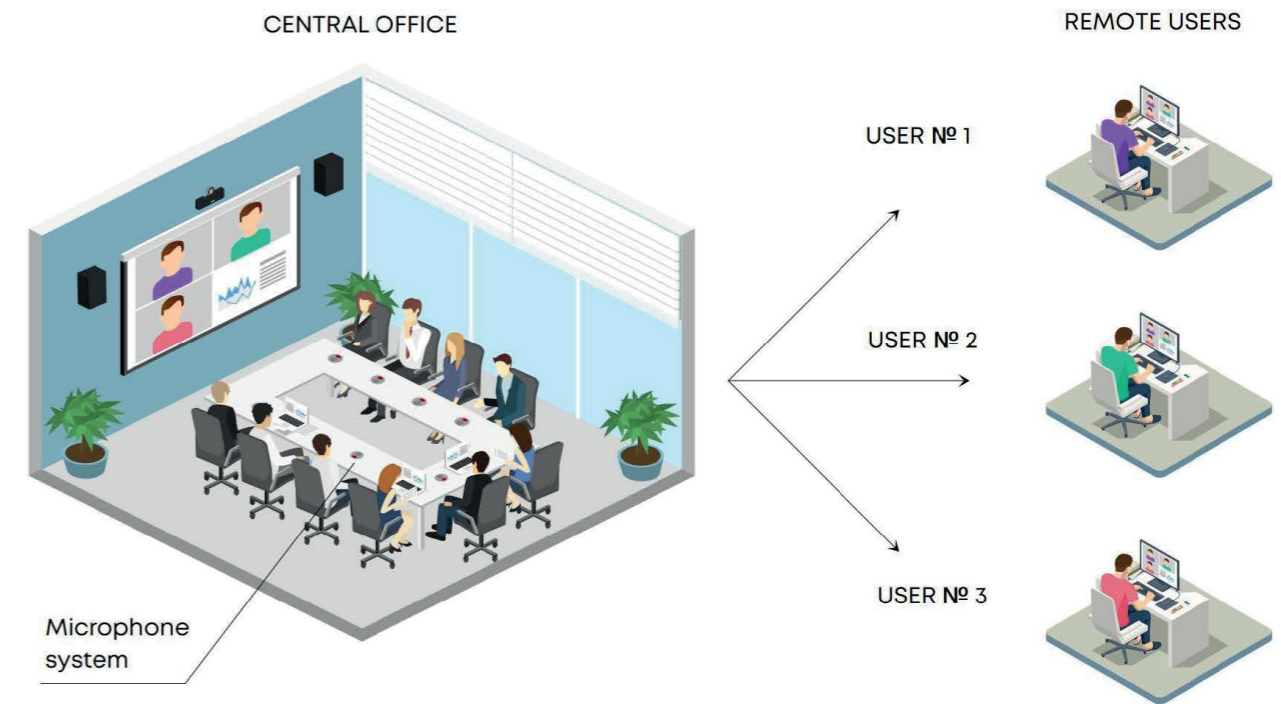 CENTRAL OFFICE
REMOTE USERS
USER № 1
USER № 2
USER № 3
Microphone
system